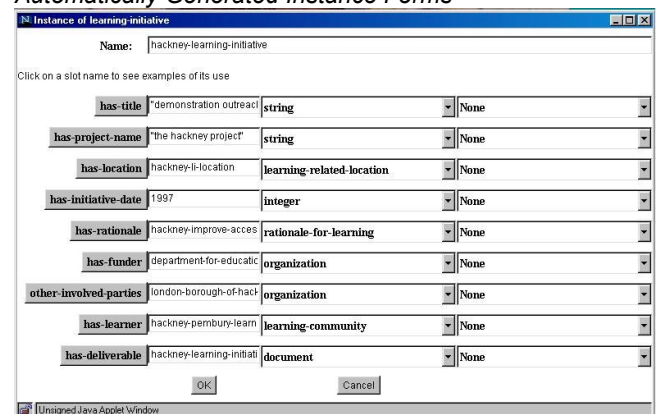 Automatically Generated Instance Forms
Instance of learning-initiative
Name: hackney-learning-initiative
Click on a slot name to see examples of its use
has-title "demonstration outreach string None
has-project-name "the hackney project" string None
has-location hackney-li-location learning-related-location None
has-initiative-date 1997 integer None
has-rationale hackney-improve-acces rationale-for-learning None
has-funder department-for-educatic organization None
other-involved-parties london-borough-of-hack organization None
has-learner hackney-pembury-learn learning-community None
has-deliverable hackney-learning-initiati document None
OK Cancel
Unsigned Java Applet Window